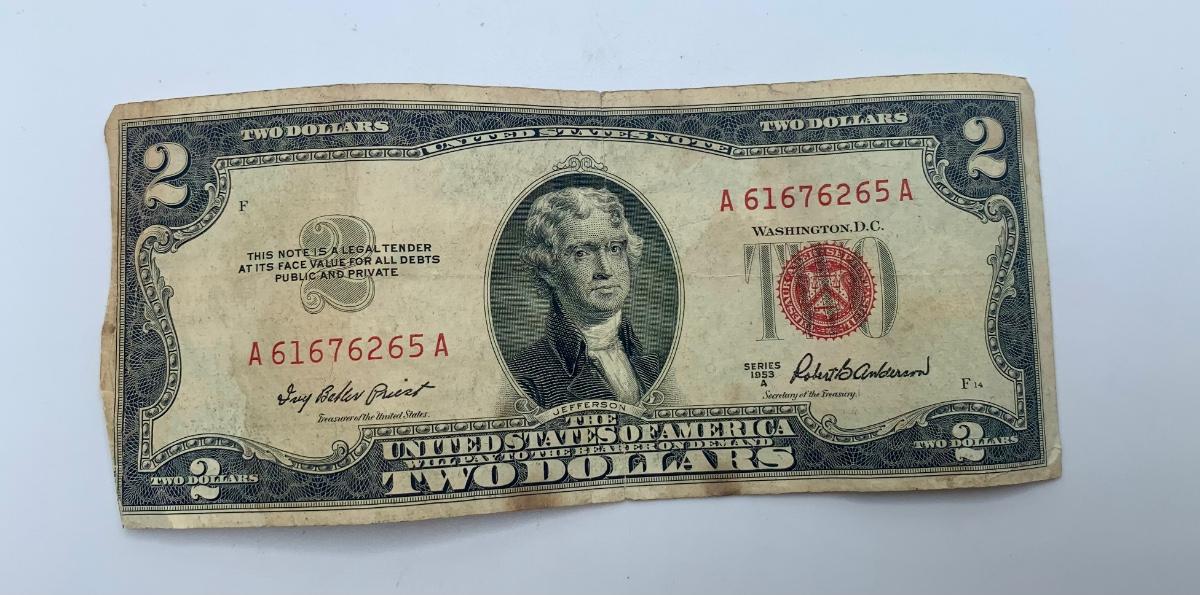 TWO DOLLARS
UNITED STATES NOTE
TWO DOLLARS
2
2
F
A 61676265 A
WASHINGTON, D.C.
2
THIS NOTE IS A LEGAL TENDER
AT ITS FACE VALUE FOR ALL DEBTS
PUBLIC AND PRIVATE
TWO
A 61676265 A
SERIES
1953
A
Ivy Baker Priest
Treasurer of the United States.
Robert B. Anderson
Secretary of the Treasury.
F 14
JEFFERSON
THE
UNITED STATES OF AMERICA
WILL PAY TO THE BEARER ON DEMAND
TWO DOLLARS
2
TWO DOLLARS
2
TWO DOLLARS